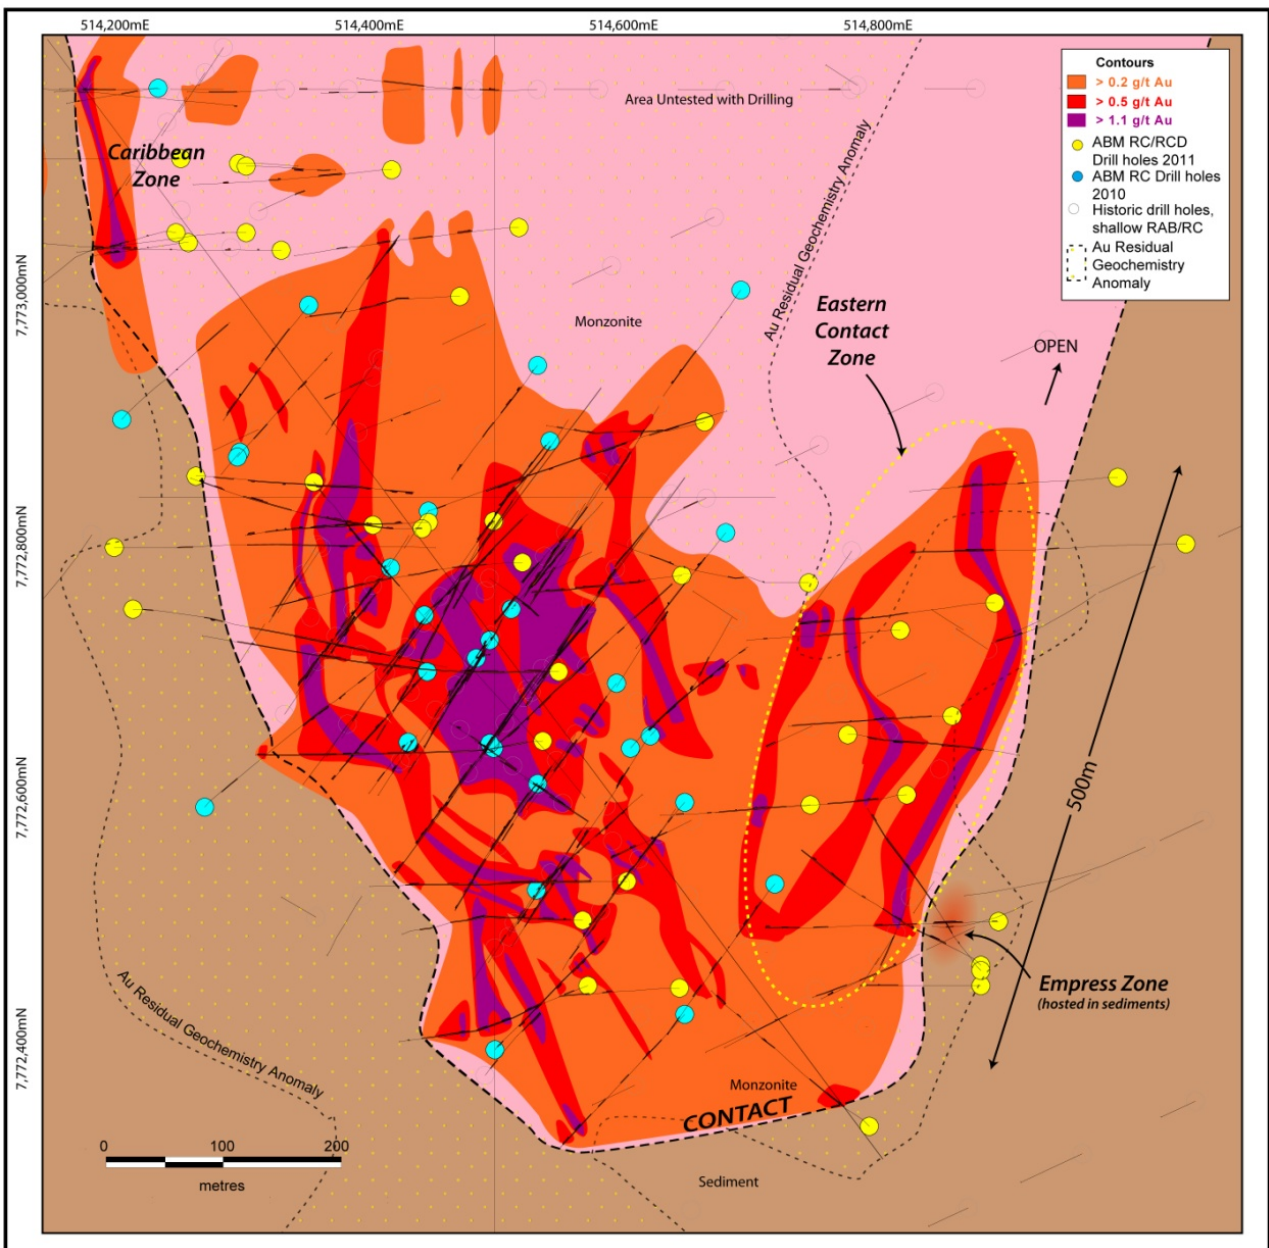 514,200mE 514,400mE 514,600mE 514,800mE
Contours
> 0.2 g/t Au
> 0.5 g/t Au
> 1.1 g/t Au
ABM RC/RCD
Drill holes 2011
ABM RC Drill holes
2010
Historic drill holes,
shallow RAB/RC
Au Residual
Geochemistry
Anomaly
Area Untested with Drilling
Caribbean
Zone
Au Residual Geochemistry Anomaly
7,773,000mN
Monzonite
Eastern
Contact
Zone
OPEN
7,772,800mN
7,772,600mN
500m
Empress Zone
(hosted in sediments)
Au Residual Geochemistry Anomaly
7,772,400mN
Monzonite
CONTACT
Sediment
0 100 200
metres